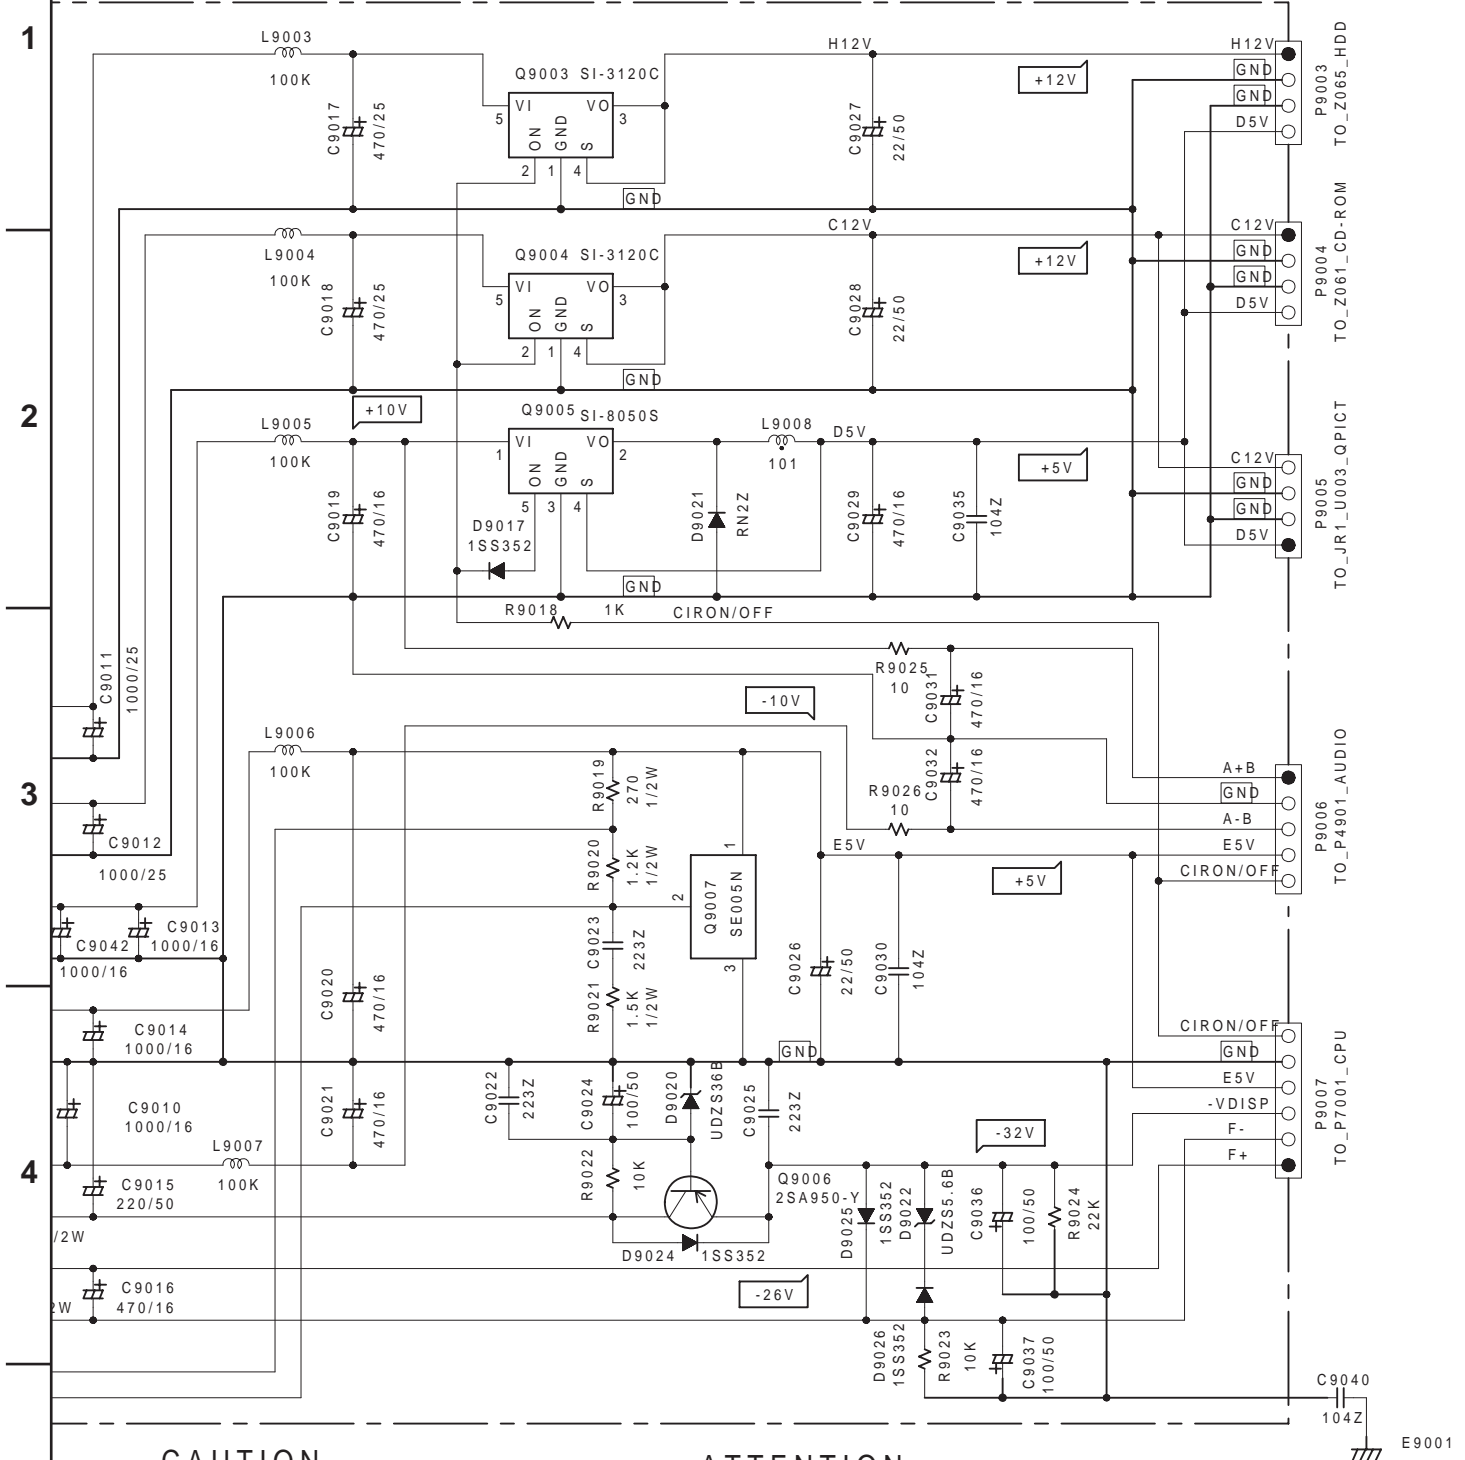 1
L9003
100K
C9017
470/25
Q9003 SI-3120C
VI
VO
5
3
ON
GND
S
2
1
4
GND
H12V
C9027
22/50
+12V
H12V
GND
GND
D5V
P9003
TO_Z065_HDD
L9004
100K
C9018
470/25
Q9004 SI-3120C
VI
VO
5
3
ON
GND
S
2
1
4
GND
C12V
C9028
22/50
+12V
C12V
GND
GND
D5V
P9004
TO_Z061_CD-ROM
2
+10V
L9005
100K
C9019
470/16
Q9005 SI-8050S
VI
VO
1
2
ON
GND
S
5
3
4
D9017
1SS352
GND
D9021
RN2Z
L9008
101
D5V
C9029
470/16
C9035
104Z
+5V
C12V
GND
GND
D5V
P9005
TO_JR1_U003_QPICT
R9018
1K
CIRON/OFF
C9011
1000/25
R9025
10
C9031
470/16
-10V
3
L9006
100K
R9019
270
1/2W
R9020
1.2K
1/2W
C9032
470/16
R9026
10
C9012
1000/25
A+B
GND
A-B
E5V
CIRON/OFF
P9006
TO_P4901_AUDIO
E5V
+5V
Q9007
SE005N
1
2
3
C9013
1000/16
C9042
1000/16
C9023
223Z
R9021
1.5K
1/2W
C9020
470/16
C9026
22/50
C9030
104Z
C9014
1000/16
GND
CIRON/OFF
GND
E5V
-VDISP
F-
F+
P9007
TO_P7001_CPU
C9010
1000/16
C9021
470/16
C9022
223Z
C9024
100/50
D9020
UDZS36B
C9025
223Z
-32V
4
L9007
100K
C9015
220/50
R9022
10K
Q9006
2SA950-Y
D9025
1SS352
D9022
UDZS5.6B
C9036
100/50
R9024
22K
/2W
D9024
1SS352
C9016
470/16
2W
-26V
D9026
1SS352
R9023
10K
C9037
100/50
C9040
104Z
E9001
CAUTION
ATTENTION